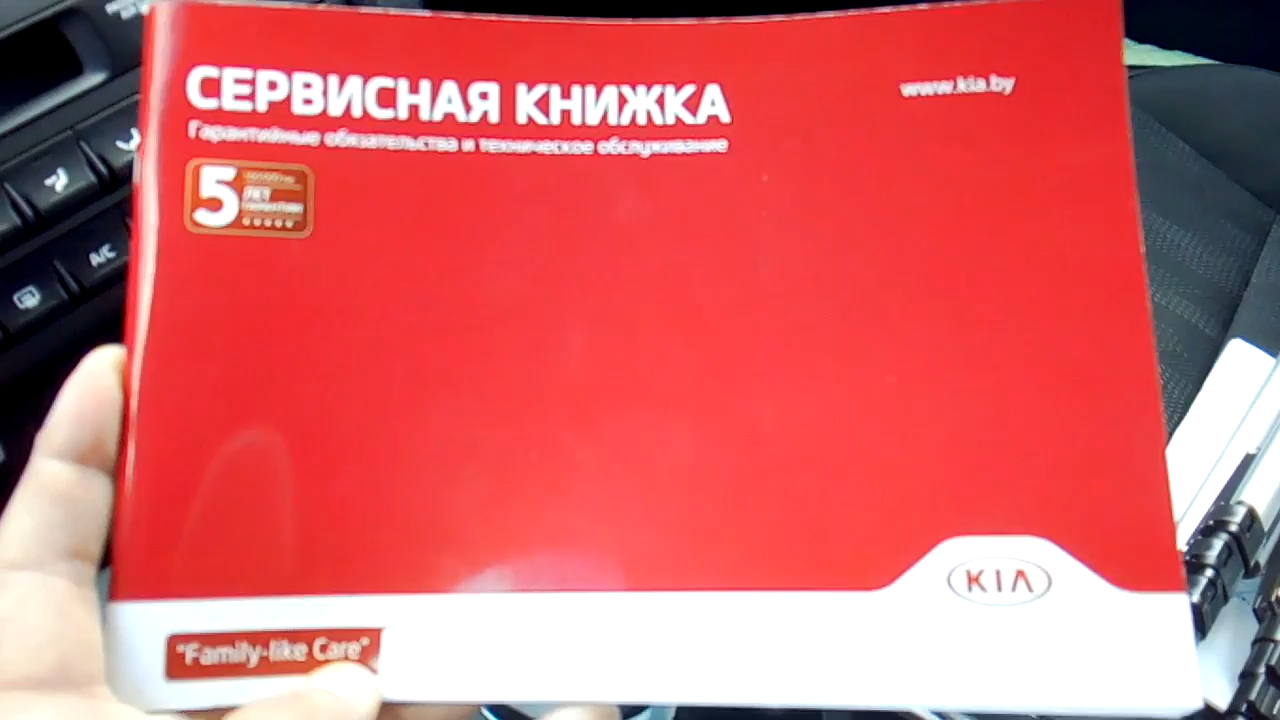 СЕРВИСНАЯ КНИЖКА
www.kia.by
Гарантийные обязательства и техническое обслуживание
5
ЛЕТ
A/C
KIA
"Family-like Care"